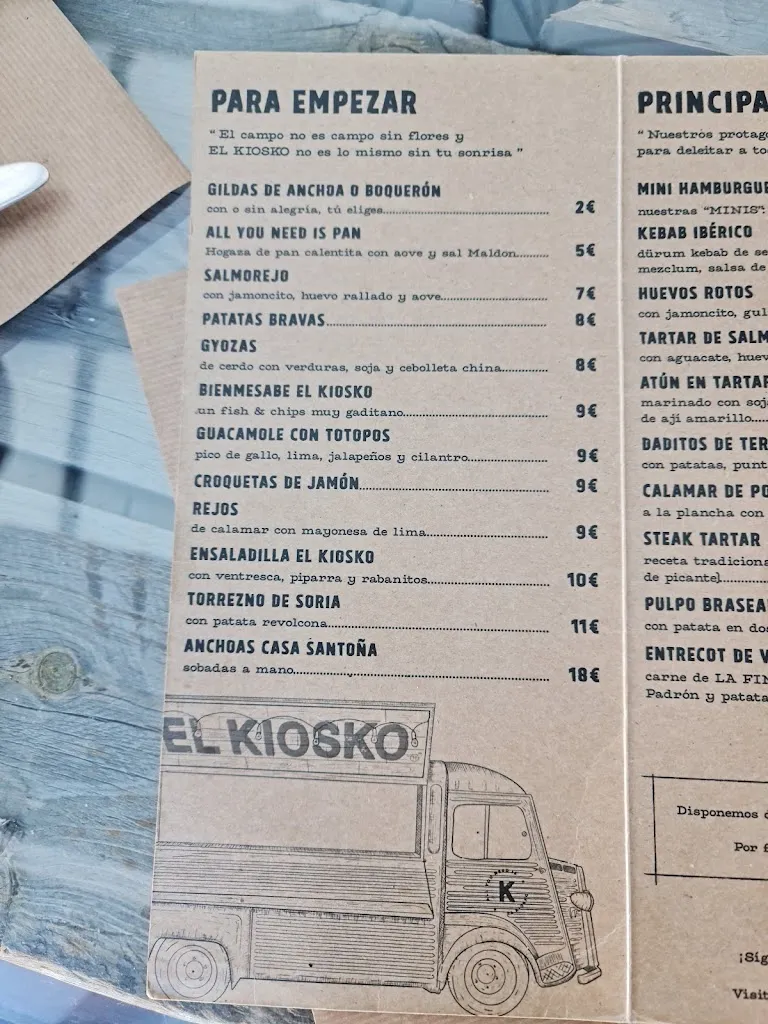 PARA EMPEZAR
" El campo no es campo sin flores y
EL KIOSKO no es lo mismo sin tu sonrisa "
GILDAS DE ANCHOA O BOQUERÓN
con o sin alegría, tú eliges 2€
ALL YOU NEED IS PAN
Hogaza de pan calentita con aove y sal Maldon 5€
SALMOREJO
con jamoncito, huevo rallado y aove 7€
PATATAS BRAVAS 8€
GYOZAS
de cerdo con verduras, soja y cebolleta china 8€
BIENMESABE EL KIOSKO
un fish & chips muy gaditano 9€
GUACAMOLE CON TOTOPOS
pico de gallo, lima, jalapeños y cilantro 9€
CROQUETAS DE JAMÓN 9€
REJOS
de calamar con mayonesa de lima 9€
ENSALADILLA EL KIOSKO
con ventresca, piparra y rabanitos 10€
TORREZNO DE SORIA
con patata revolcona 11€
ANCHOAS CASA SANTOÑA
sobadas a mano 18€
EL KIOSKO
K
PRINCIPA
" Nuestros protag
para deleitar a to
MINI HAMBURGUE
nuestras "MINIS":
KEBAB IBÉRICO
dürum kebab de se
mezclum, salsa de
HUEVOS ROTOS
con jamoncito, gul
TARTAR DE SALM
con aguacate, huev
ATÚN EN TARTAR
marinado con soj
de ají amarillo
DADITOS DE TER
con patatas, punt
CALAMAR DE PO
a la plancha con
STEAK TARTAR
receta tradiciona
de picante)
PULPO BRASEA
con patata en dos
ENTRECOT DE V
carne de LA FIN
Padrón y patata
Disponemos d
Por f
¡Síg
Visit